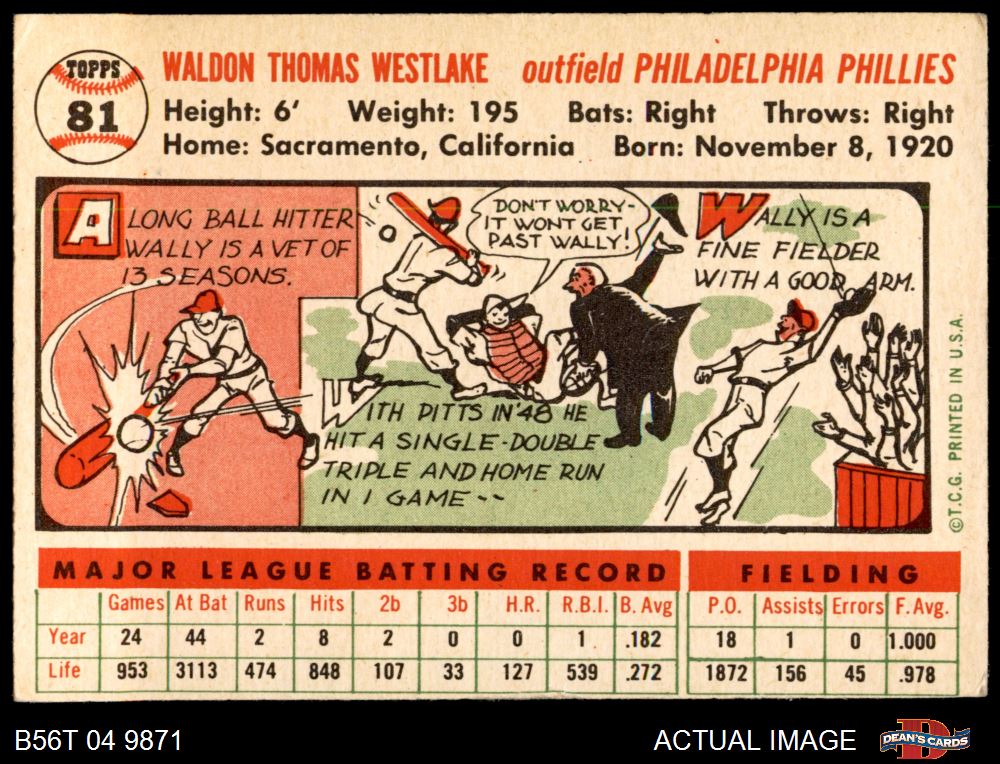 TOPPS
81
WALDON THOMAS WESTLAKE outfield PHILADELPHIA PHILLIES
Height: 6' Weight: 195 Bats: Right Throws: Right
Home: Sacramento, California Born: November 8, 1920
A LONG BALL HITTER
WALLY IS A VET OF
13 SEASONS.
DON'T WORRY-
IT WONT GET
PAST WALLY!
WITH PITTS IN '48 HE
HIT A SINGLE-DOUBLE
TRIPLE AND HOME RUN
IN 1 GAME --
WALLY IS A
FINE FIELDER
WITH A GOOD ARM.
©T.C.G. PRINTED IN U.S.A.
MAJOR LEAGUE BATTING RECORD FIELDING
Games At Bat Runs Hits 2b 3b H.R. R.B.I. B. Avg P.O. Assists Errors F. Avg.
Year 24 44 2 8 2 0 0 1 .182 18 1 0 1.000
Life 953 3113 474 848 107 33 127 539 .272 1872 156 45 .978
B56T 04 9871 ACTUAL IMAGE DEAN'S CARDS